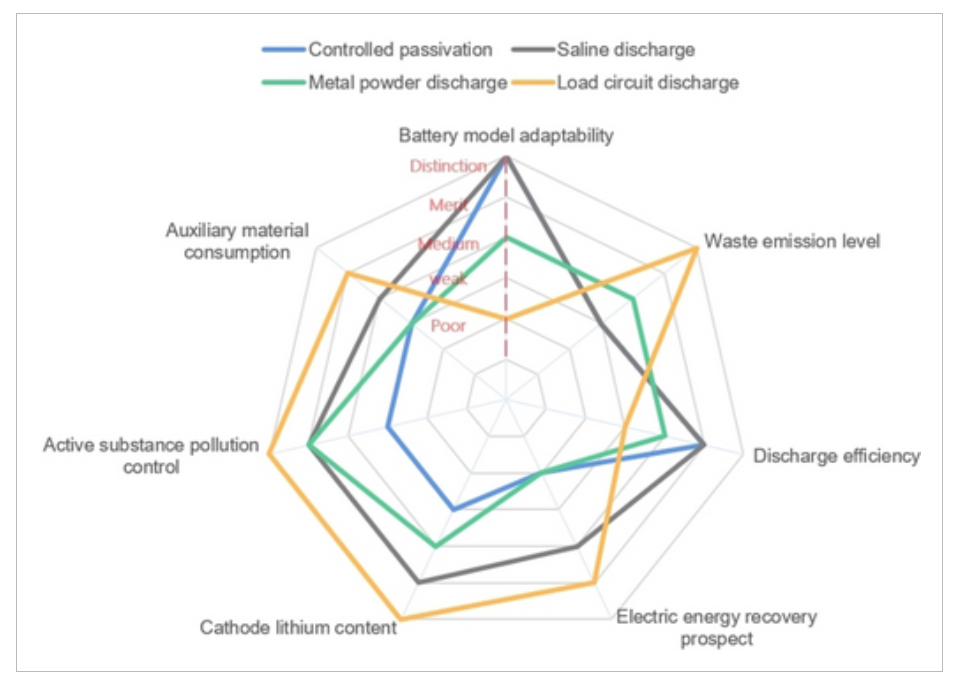 Controlled passivation
Saline discharge
Metal powder discharge
Load circuit discharge
Battery model adaptability
Distinction
Merit
Medium
weak
Poor
Auxiliary material
consumption
Waste emission level
Active substance pollution
control
Discharge efficiency
Cathode lithium content
Electric energy recovery
prospect